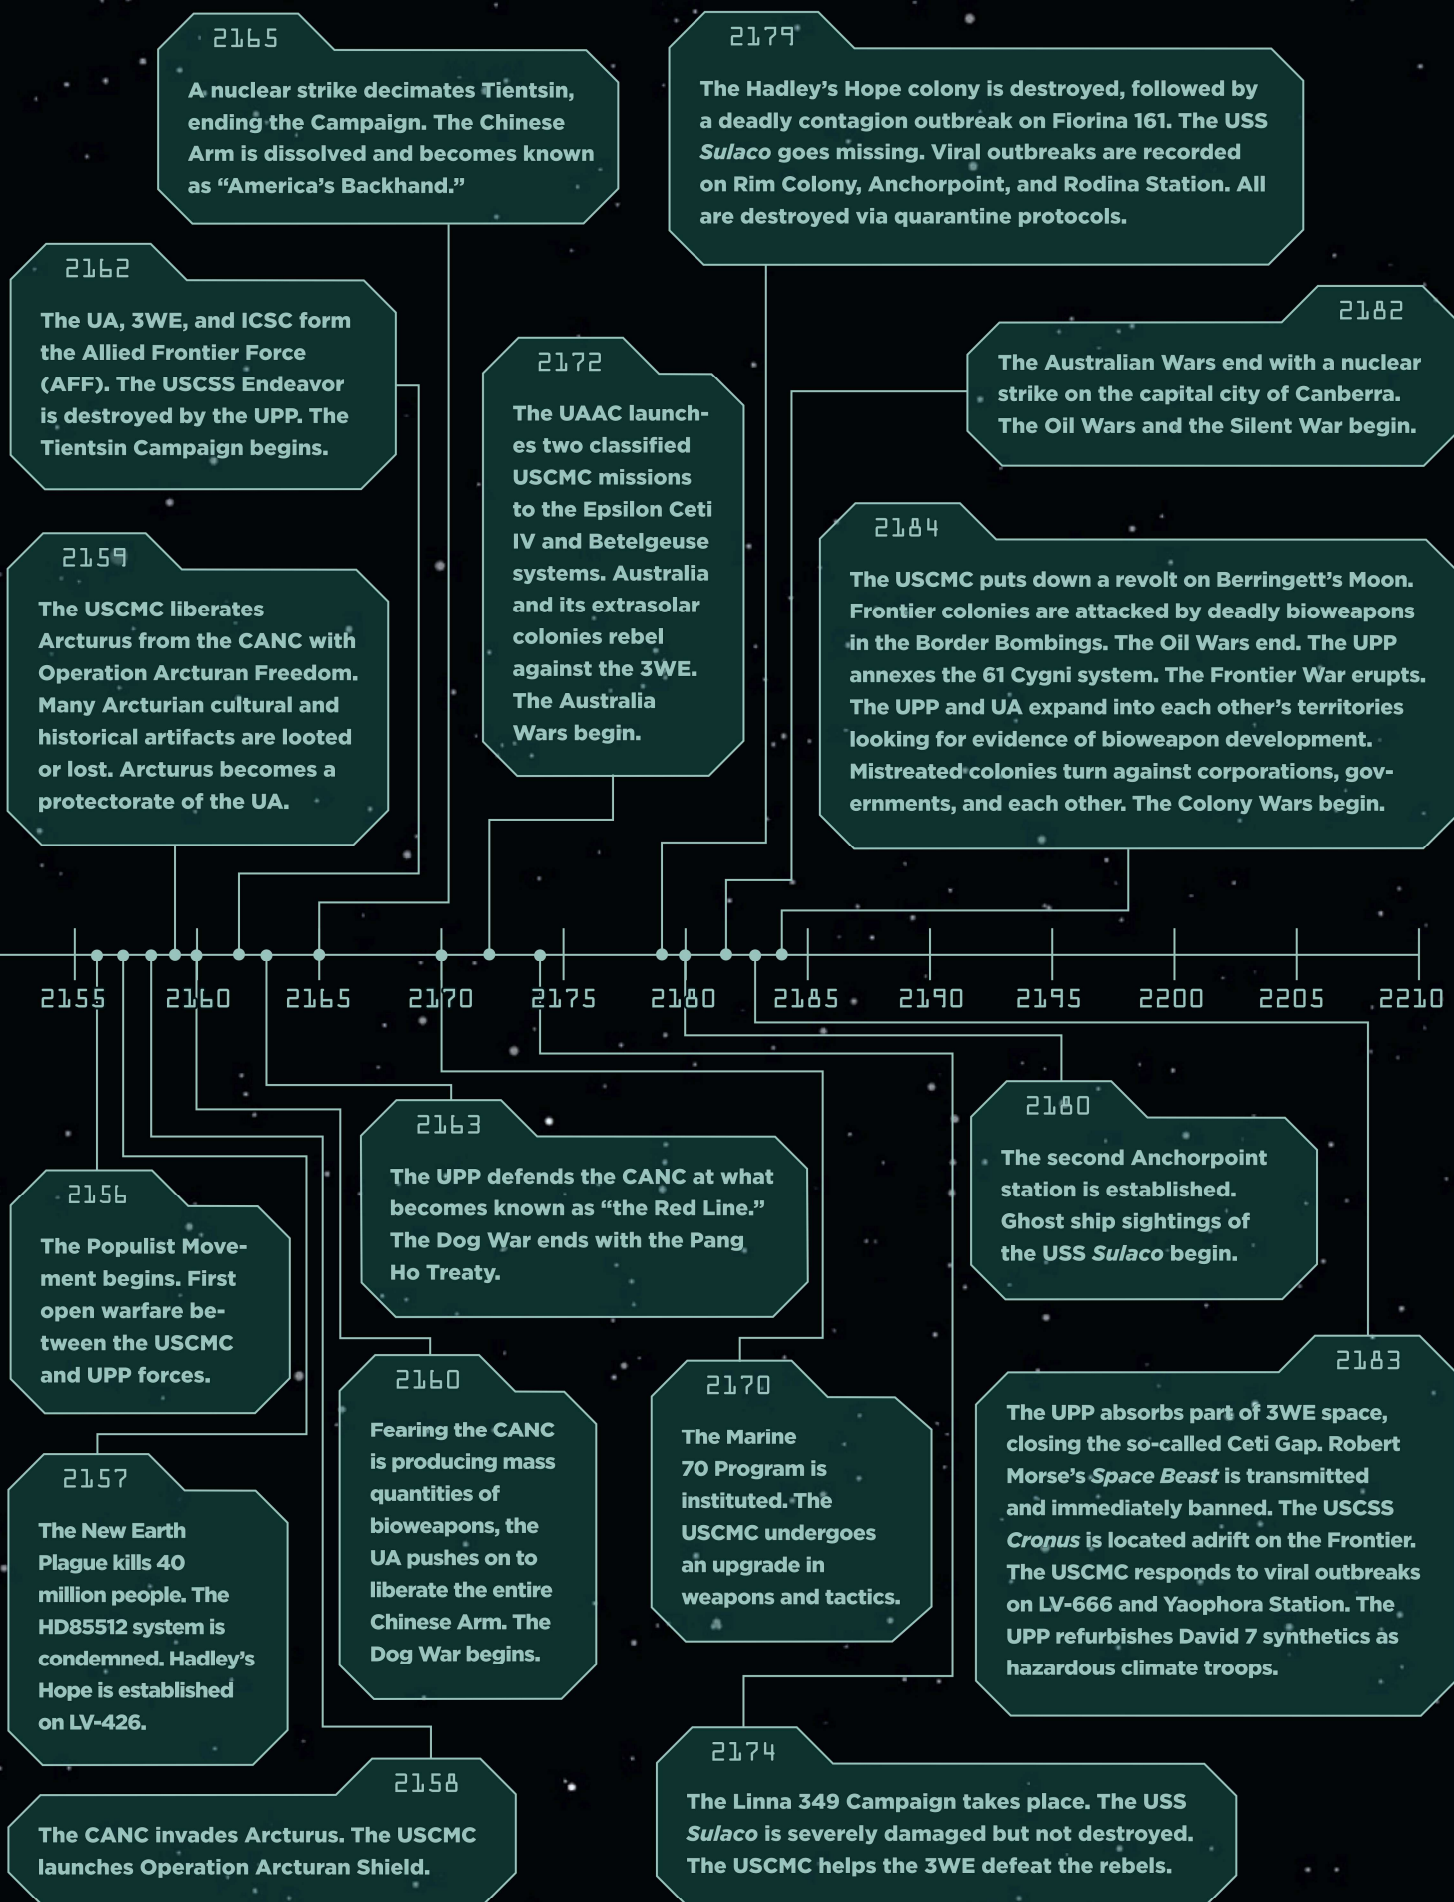 2165
A nuclear strike decimates Tientsin,
ending the Campaign. The Chinese
Arm is dissolved and becomes known
as “America’s Backhand.”
2179
The Hadley’s Hope colony is destroyed, followed by
a deadly contagion outbreak on Fiorina 161. The USS
Sulaco goes missing. Viral outbreaks are recorded
on Rim Colony, Anchorpoint, and Rodina Station. All
are destroyed via quarantine protocols.
2162
The UA, 3WE, and ICSC form
the Allied Frontier Force
(AFF). The USCSS Endeavor
is destroyed by the UPP. The
Tientsin Campaign begins.
2172
The UAAC launch-
es two classified
USCMC missions
to the Epsilon Ceti
IV and Betelgeuse
systems. Australia
and its extrasolar
colonies rebel
against the 3WE.
The Australia
Wars begin.
2182
The Australian Wars end with a nuclear
strike on the capital city of Canberra.
The Oil Wars and the Silent War begin.
2159
The USCMC liberates
Arcturus from the CANC with
Operation Arcturan Freedom.
Many Arcturian cultural and
historical artifacts are looted
or lost. Arcturus becomes a
protectorate of the UA.
2184
The USCMC puts down a revolt on Berringett’s Moon.
Frontier colonies are attacked by deadly bioweapons
in the Border Bombings. The Oil Wars end. The UPP
annexes the 61 Cygni system. The Frontier War erupts.
The UPP and UA expand into each other’s territories
looking for evidence of bioweapon development.
Mistreated colonies turn against corporations, gov-
ernments, and each other. The Colony Wars begin.
2155 2160 2165 2170 2175 2180 2185 2190 2195 2200 2205 2210
2156
The Populist Move-
ment begins. First
open warfare be-
tween the USCMC
and UPP forces.
2163
The UPP defends the CANC at what
becomes known as “the Red Line.”
The Dog War ends with the Pang
Ho Treaty.
2180
The second Anchorpoint
station is established.
Ghost ship sightings of
the USS Sulaco begin.
2157
The New Earth
Plague kills 40
million people. The
HD85512 system is
condemned. Hadley’s
Hope is established
on LV-426.
2160
Fearing the CANC
is producing mass
quantities of
bioweapons, the
UA pushes on to
liberate the entire
Chinese Arm. The
Dog War begins.
2170
The Marine
70 Program is
instituted. The
USCMC undergoes
an upgrade in
weapons and tactics.
2183
The UPP absorbs part of 3WE space,
closing the so-called Ceti Gap. Robert
Morse’s Space Beast is transmitted
and immediately banned. The USCSS
Cronus is located adrift on the Frontier.
The USCMC responds to viral outbreaks
on LV-666 and Yaophora Station. The
UPP refurbishes David 7 synthetics as
hazardous climate troops.
2158
The CANC invades Arcturus. The USCMC
launches Operation Arcturan Shield.
2174
The Linna 349 Campaign takes place. The USS
Sulaco is severely damaged but not destroyed.
The USCMC helps the 3WE defeat the rebels.